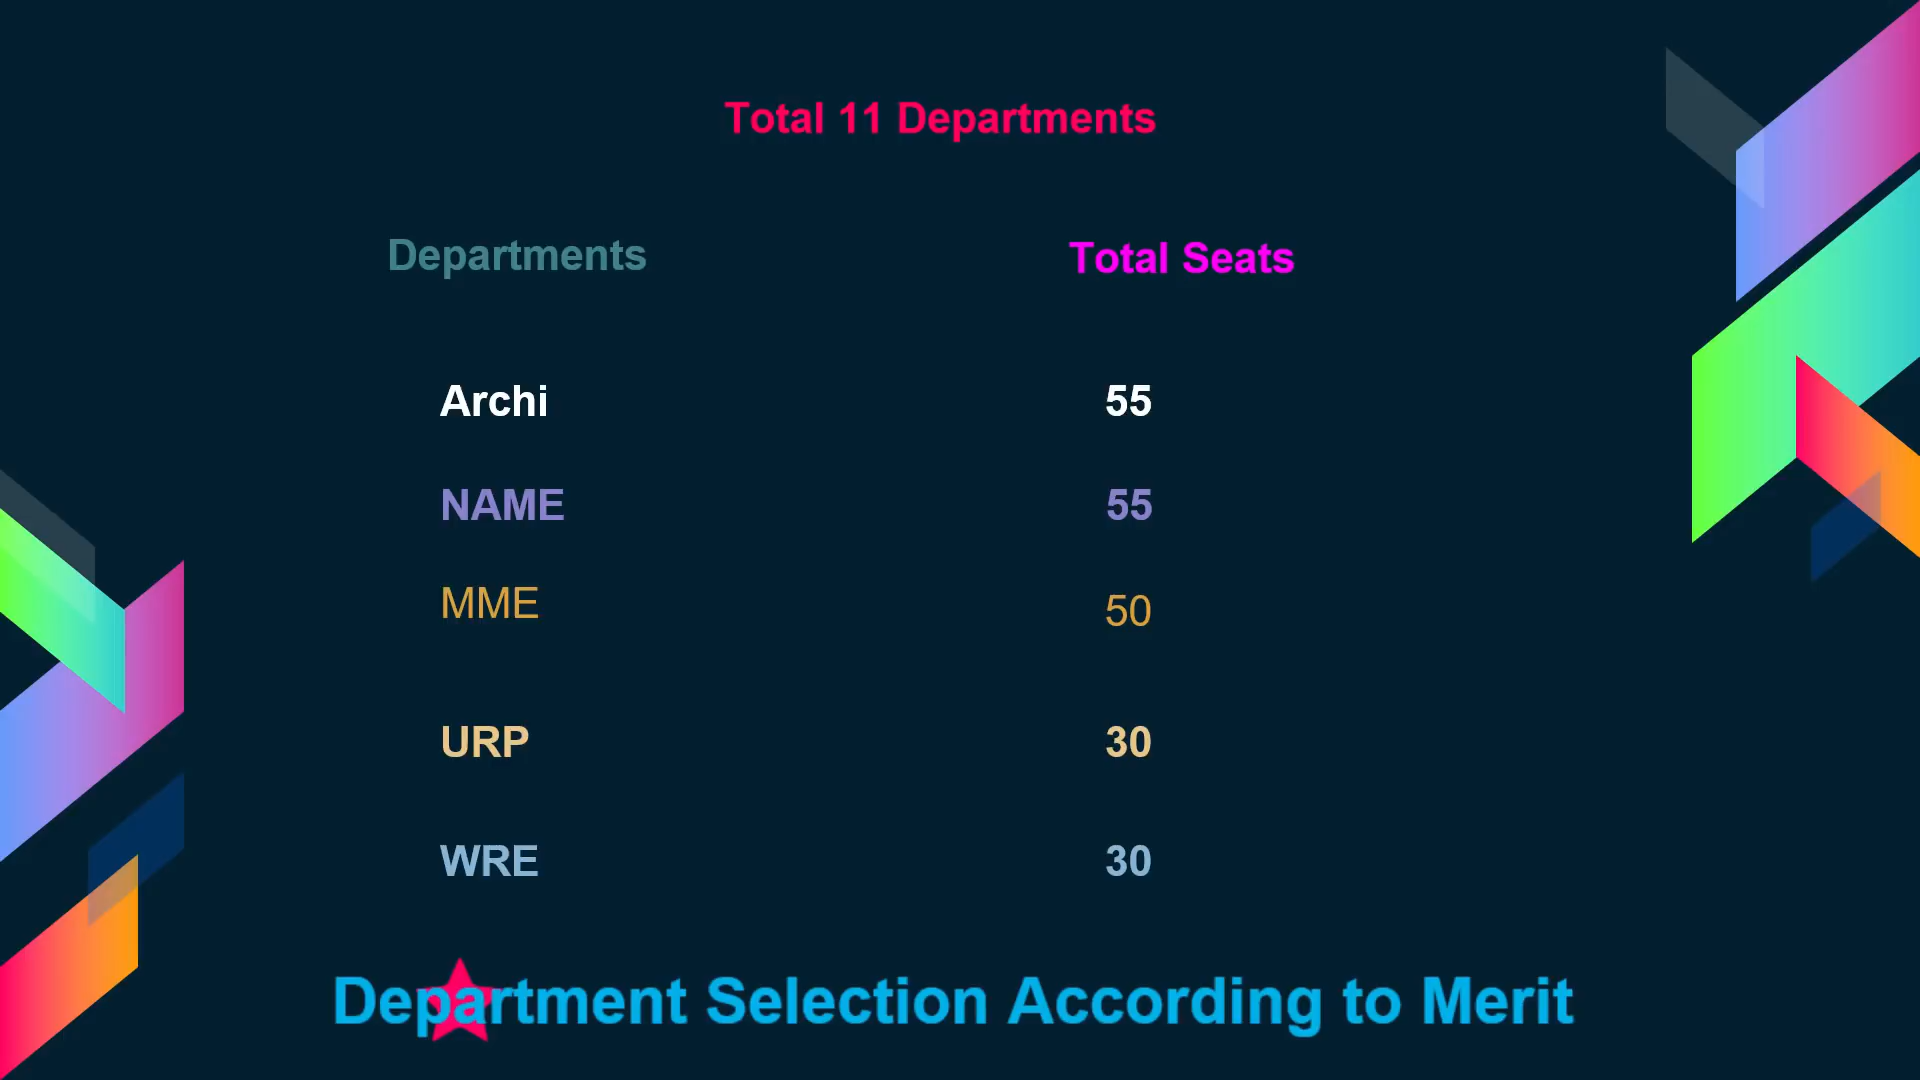 Total 11 Departments
Departments Total Seats
Archi 55
NAME 55
MME 50
URP 30
WRE 30
Department Selection According to Merit